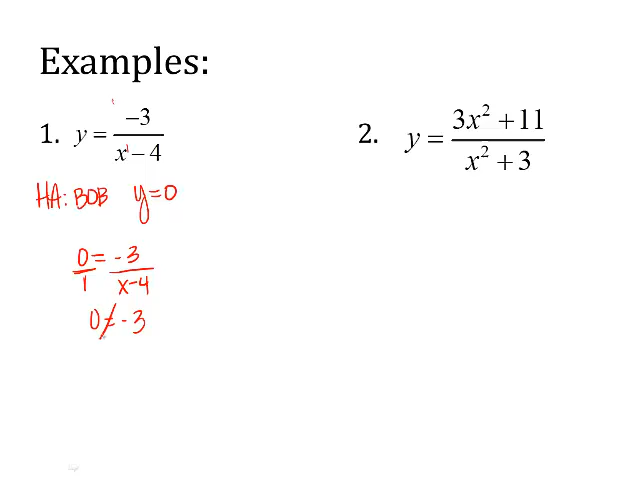 Examples:
1. y = -3 / (x - 4)
2. y = (3x² + 11) / (x² + 3)
HA: BOB y = 0
0/1 = -3/(x-4)
0 ≠ -3